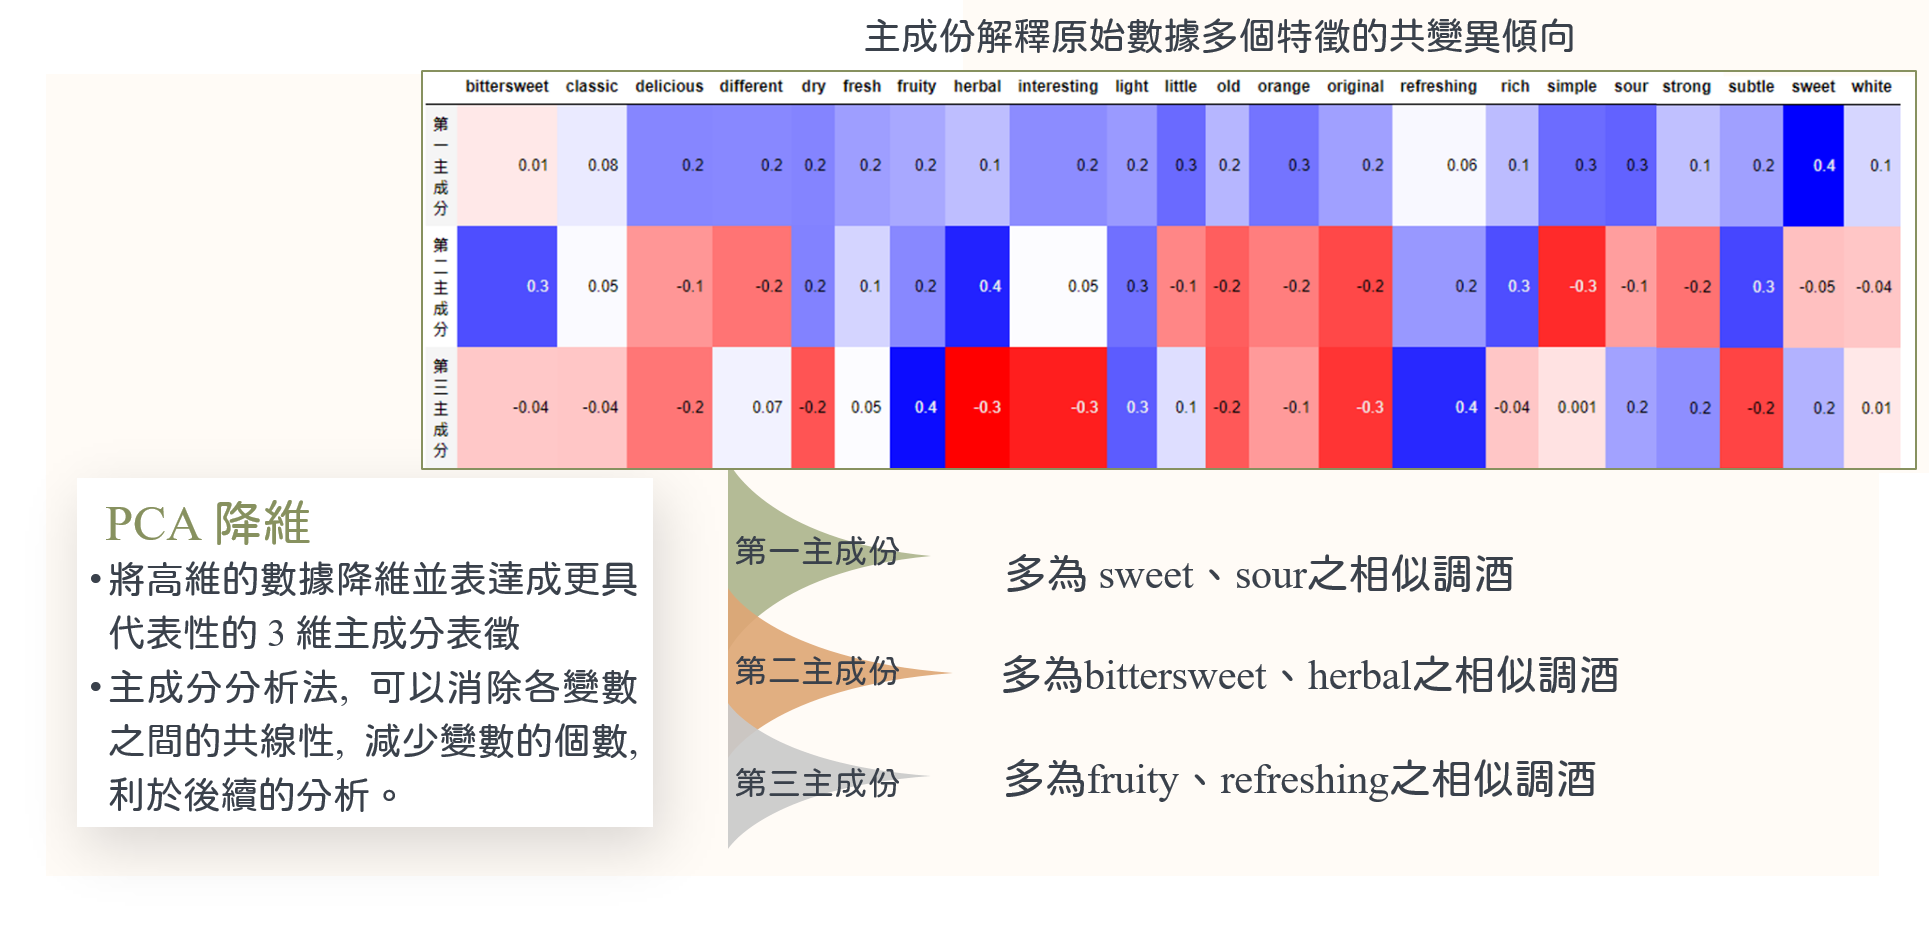 主成份解釋原始數據多個特徵的共變異傾向
bittersweet classic delicious different dry fresh fruity herbal interesting light little old orange original refreshing rich simple sour strong subtle sweet white
第一主成分 0.01 0.08 0.2 0.2 0.2 0.2 0.2 0.1 0.2 0.2 0.3 0.2 0.3 0.2 0.06 0.1 0.3 0.3 0.1 0.2 0.4 0.1
第二主成分 0.3 0.05 -0.1 -0.2 0.2 0.1 0.2 0.4 0.05 0.3 -0.1 -0.2 -0.2 -0.2 0.2 0.3 -0.3 -0.1 -0.2 0.3 -0.05 -0.04
第三主成分 -0.04 -0.04 -0.2 0.07 -0.2 0.05 0.4 -0.3 -0.3 0.3 0.1 -0.2 -0.1 -0.3 0.4 -0.04 0.001 0.2 0.2 -0.2 0.2 0.01
PCA 降維
•將高維的數據降維並表達成更具
代表性的 3 維主成分表徵
•主成分分析法, 可以消除各變數
之間的共線性, 減少變數的個數,
利於後續的分析。
第一主成份
多為 sweet、sour之相似調酒
第二主成份
多為bittersweet、herbal之相似調酒
第三主成份
多為fruity、refreshing之相似調酒